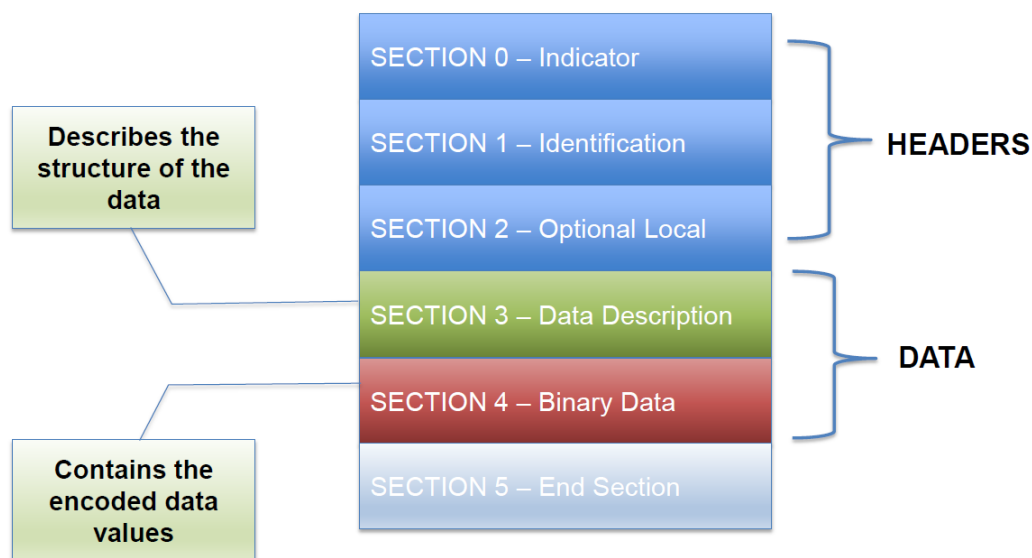 SECTION 0 – Indicator
SECTION 1 – Identification
SECTION 2 – Optional Local
SECTION 3 – Data Description
SECTION 4 – Binary Data
SECTION 5 – End Section
Describes the
structure of the
data
Contains the
encoded data
values
HEADERS
DATA